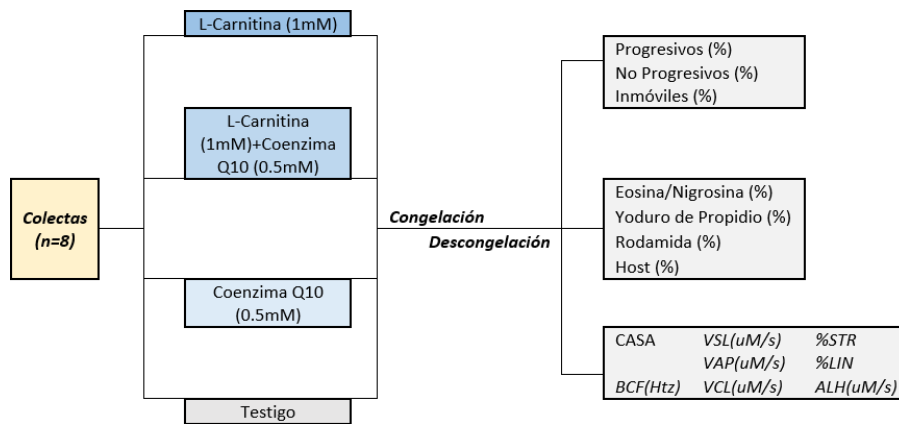 L-Carnitina (1mM)
L-Carnitina
(1mM)+Coenzima
Q10 (0.5mM)
Colectas
(n=8)
Coenzima Q10
(0.5mM)
Testigo
Congelación
Descongelación
Progresivos (%)
No Progresivos (%)
Inmóviles (%)
Eosina/Nigrosina (%)
Yoduro de Propidio (%)
Rodamida (%)
Host (%)
CASA VSL(uM/s) %STR
VAP(uM/s) %LIN
BCF(Htz) VCL(uM/s) ALH(uM/s)